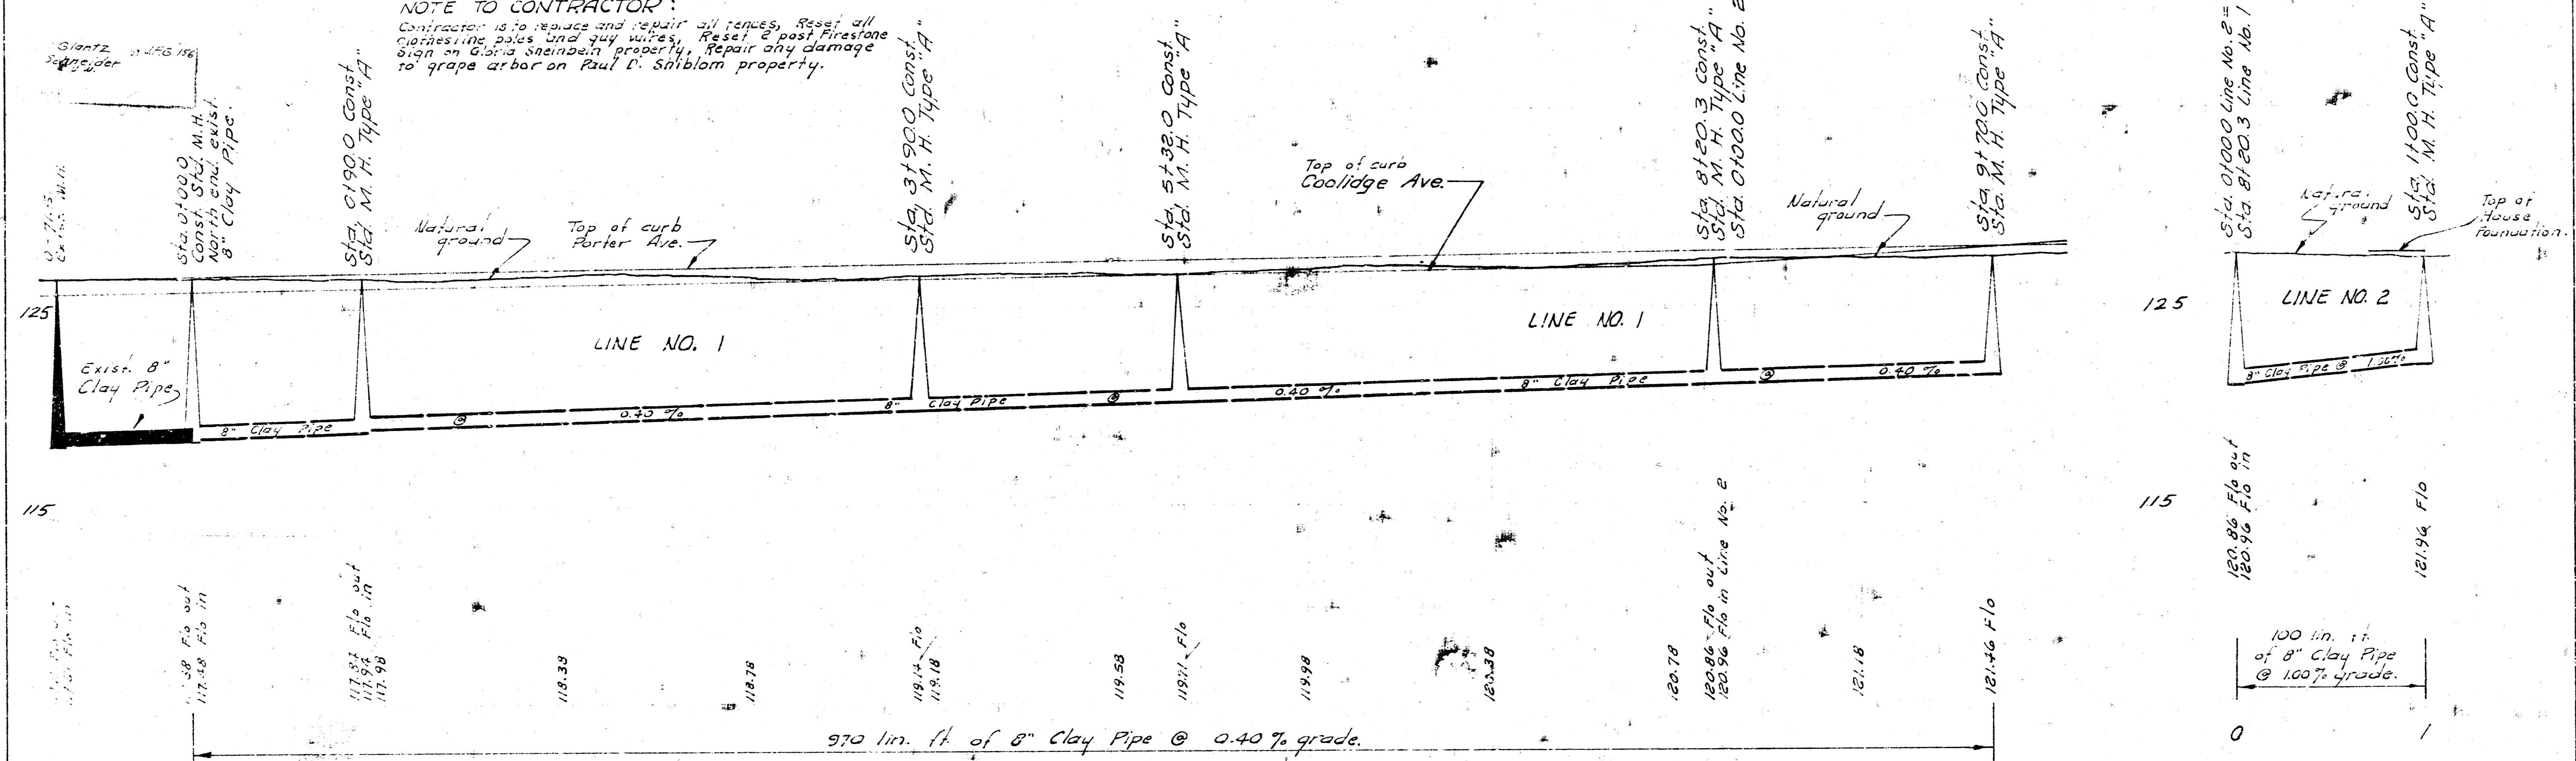 NOTE TO CONTRACTOR:
Contractor is to replace and repair all fences, Reset all
clothesline poles and guy wires, Reset 2 post Firestone
Sign on Gloria Sneinbein property, Repair any damage
to grape arbor on Paul D. Shiblom property.
Glantz
Schneider
Exist. M.H.
Sta. 0+00.0
Const. Std. M.H.
North end exist.
8" Clay Pipe.
Sta. 0+90.0 Const.
Std. M. H. Type "A"
Sta. 3+90.0 Const.
Std. M. H. Type "A"
Sta. 5+32.0 Const.
Std. M. H. Type "A"
Sta. 8+20.3 Const.
Std. M. H. Type "A"
Sta. 0+00.0 Line No. 2
Sta. 9+70.0 Const.
Std. M. H. Type "A"
Sta. 0+00.0 Line No. 2 =
Sta. 8+20.3 Line No. 1
Sta. 1+00.0 Const.
Std. M. H. Type "A"
Natural
ground
Top of curb
Porter Ave.
Top of curb
Coolidge Ave.
Natural
ground
Natural
ground
Top of
House
Foundation.
125
LINE NO. 1
LINE NO. 1
125
LINE NO. 2
Exist. 8"
Clay Pipe
8" Clay Pipe
@
0.40 %
8" Clay Pipe
@
0.40 %
8" Clay Pipe
@
0.40 %
8" Clay Pipe @ 1.00%
115
115
Flo out
117.48 Flo in
117.84 Flo out
117.94 Flo in
117.98
118.38
118.78
119.14 Flo
119.18
119.58
119.71 Flo
119.98
120.38
120.78
120.86 Flo out
120.96 Flo in Line No. 2
121.18
121.46 Flo
120.86 Flo out
120.96 Flo in
121.96 Flo
100 lin. ft.
of 8" Clay Pipe
@ 1.00% grade.
970 lin. ft. of 8" Clay Pipe @ 0.40 % grade.
0
1